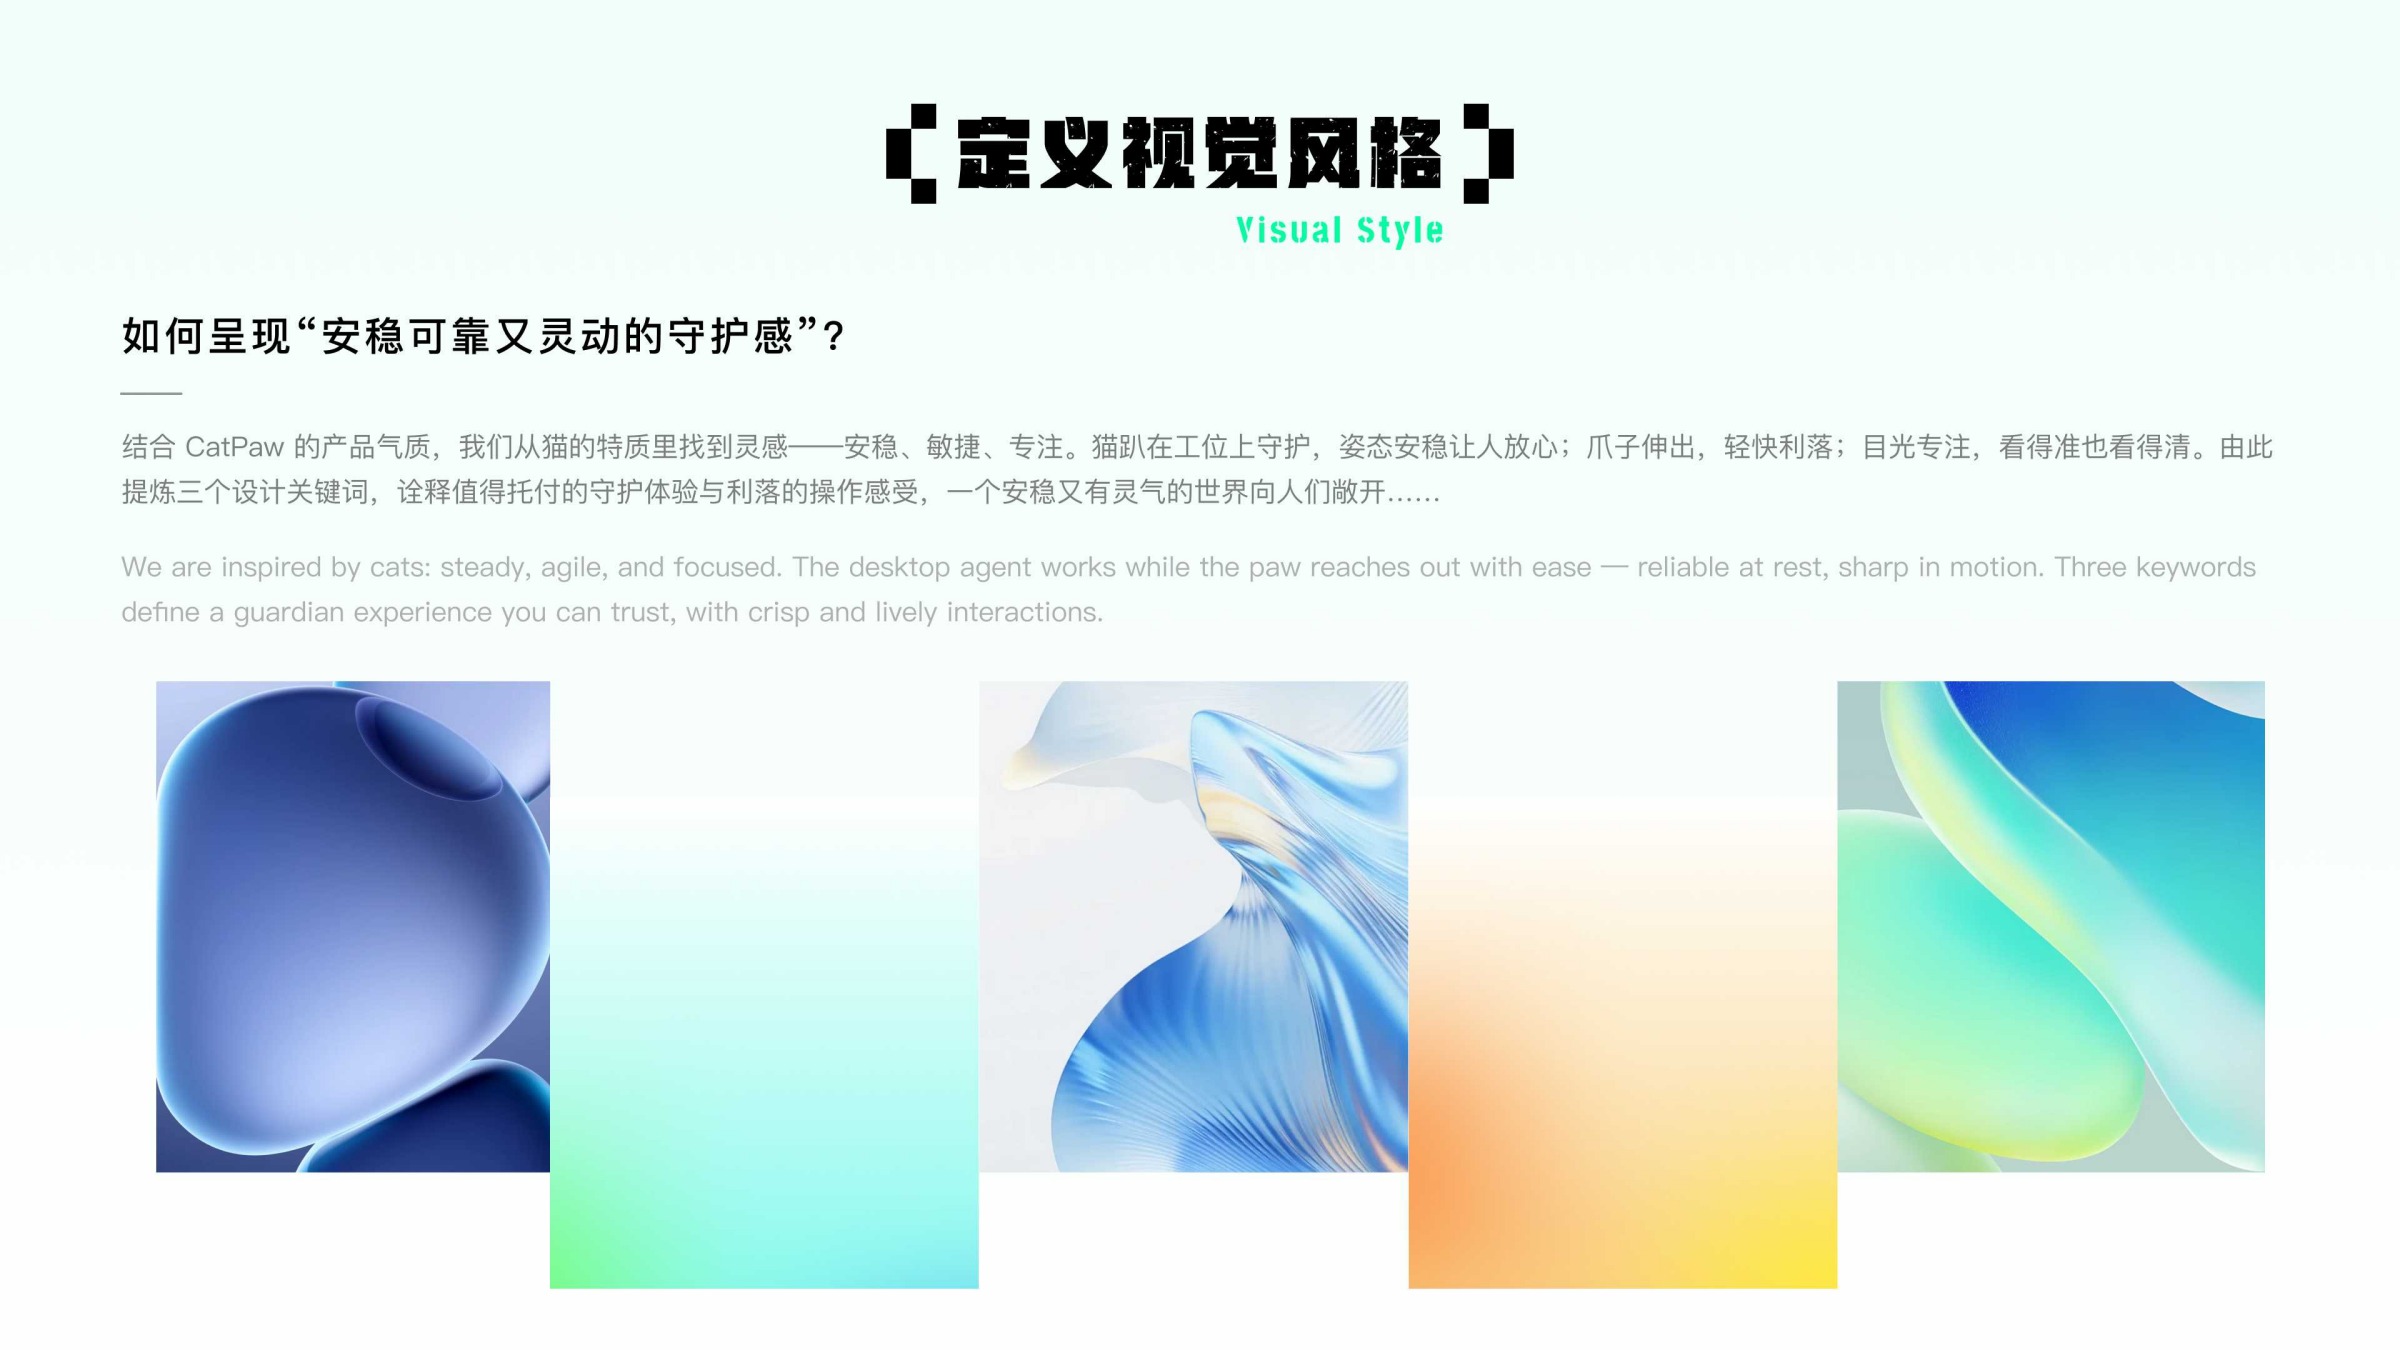 定义视觉风格
Visual Style
如何呈现“安稳可靠又灵动的守护感”?
结合 CatPaw 的产品气质，我们从猫的特质里找到灵感——安稳、敏捷、专注。猫趴在工位上守护，姿态安稳让人放心；爪子伸出，轻快利落；目光专注，看得准也看得清。由此
提炼三个设计关键词，诠释值得托付的守护体验与利落的操作感受，一个安稳又有灵气的世界向人们敞开……
We are inspired by cats: steady, agile, and focused. The desktop agent works while the paw reaches out with ease — reliable at rest, sharp in motion. Three keywords
define a guardian experience you can trust, with crisp and lively interactions.